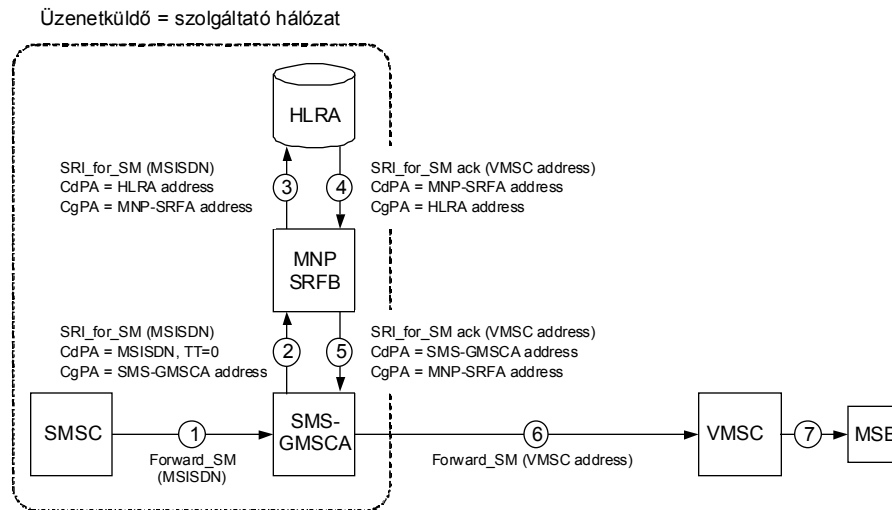 Üzenetküldő = szolgáltató hálózat
HLRA
SRI_for_SM (MSISDN)
CdPA = HLRA address
CgPA = MNP-SRFA address
3
4
SRI_for_SM ack (VMSC address)
CdPA = MNP-SRFA address
CgPA = HLRA address
MNP
SRFB
SRI_for_SM (MSISDN)
CdPA = MSISDN, TT=0
CgPA = SMS-GMSCA address
2
5
SRI_for_SM ack (VMSC address)
CdPA = SMS-GMSCA address
CgPA = MNP-SRFA address
SMSC
1
Forward_SM
(MSISDN)
SMS-
GMSCA
6
Forward_SM (VMSC address)
VMSC
7
MSB